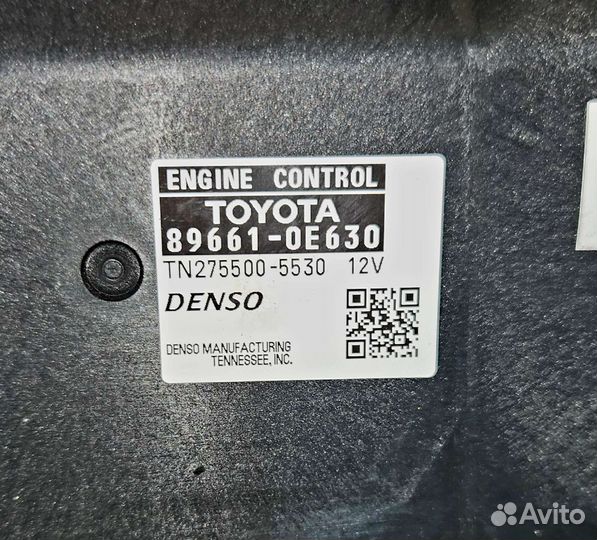 ENGINE CONTROL
TOYOTA
89661-0E630
TN275500-5530 12V
DENSO
DENSO MANUFACTURING
TENNESSEE, INC.
Avito